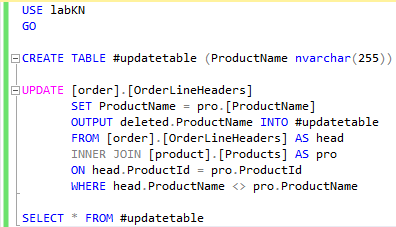 USE labKN
GO
CREATE TABLE #updatetable (ProductName nvarchar(255))
UPDATE [order].[OrderLineHeaders]
SET ProductName = pro.[ProductName]
OUTPUT deleted.ProductName INTO #updatetable
FROM [order].[OrderLineHeaders] AS head
INNER JOIN [product].[Products] AS pro
ON head.ProductId = pro.ProductId
WHERE head.ProductName <> pro.ProductName
SELECT * FROM #updatetable